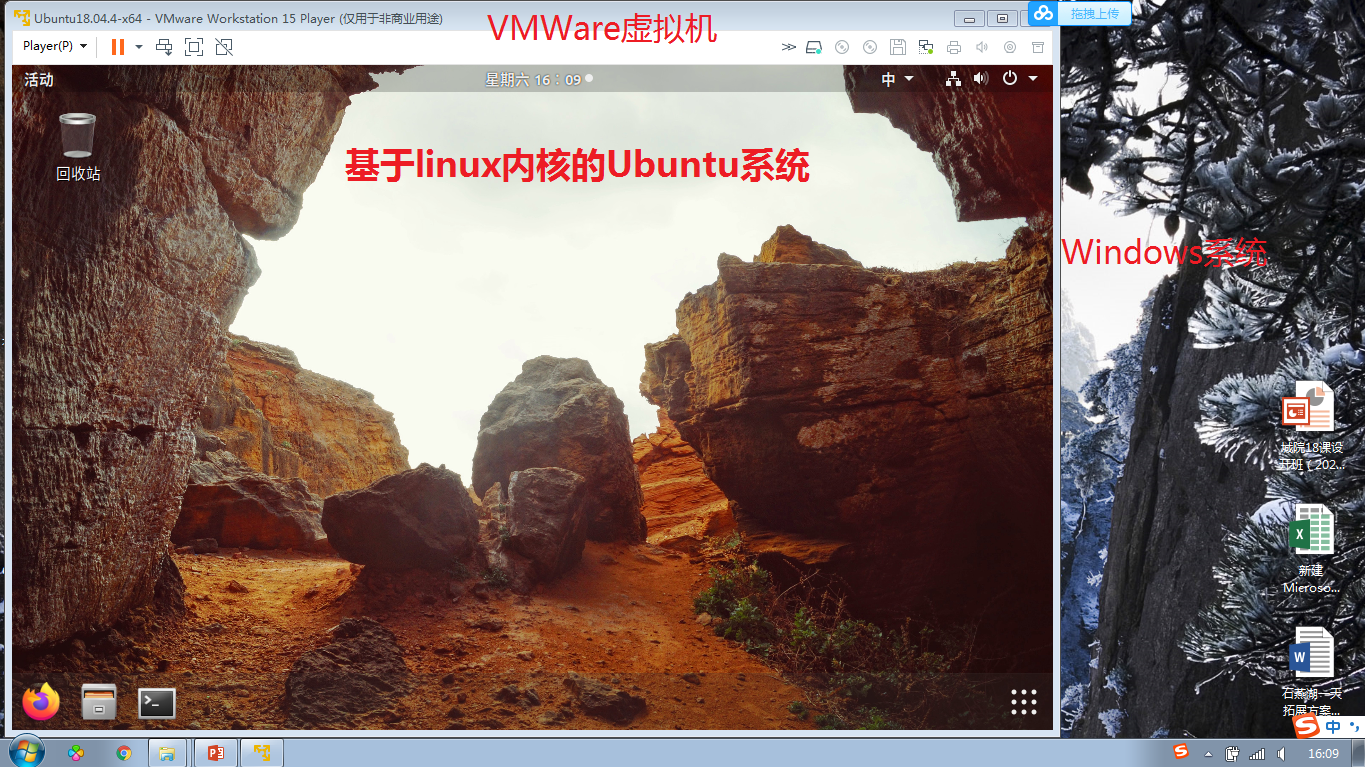 Ubuntu18.04.4-x64 - VMware Workstation 15 Player (仅用于非商业用途)
VMWare虚拟机
拖拽上传
Player(P)
活动
星期六 16：09
中
回收站
基于linux内核的Ubuntu系统
Windows系统
城院18课设
开班（202...
新建
Microso...
石燕湖一天
拓展方案...
中
16:09